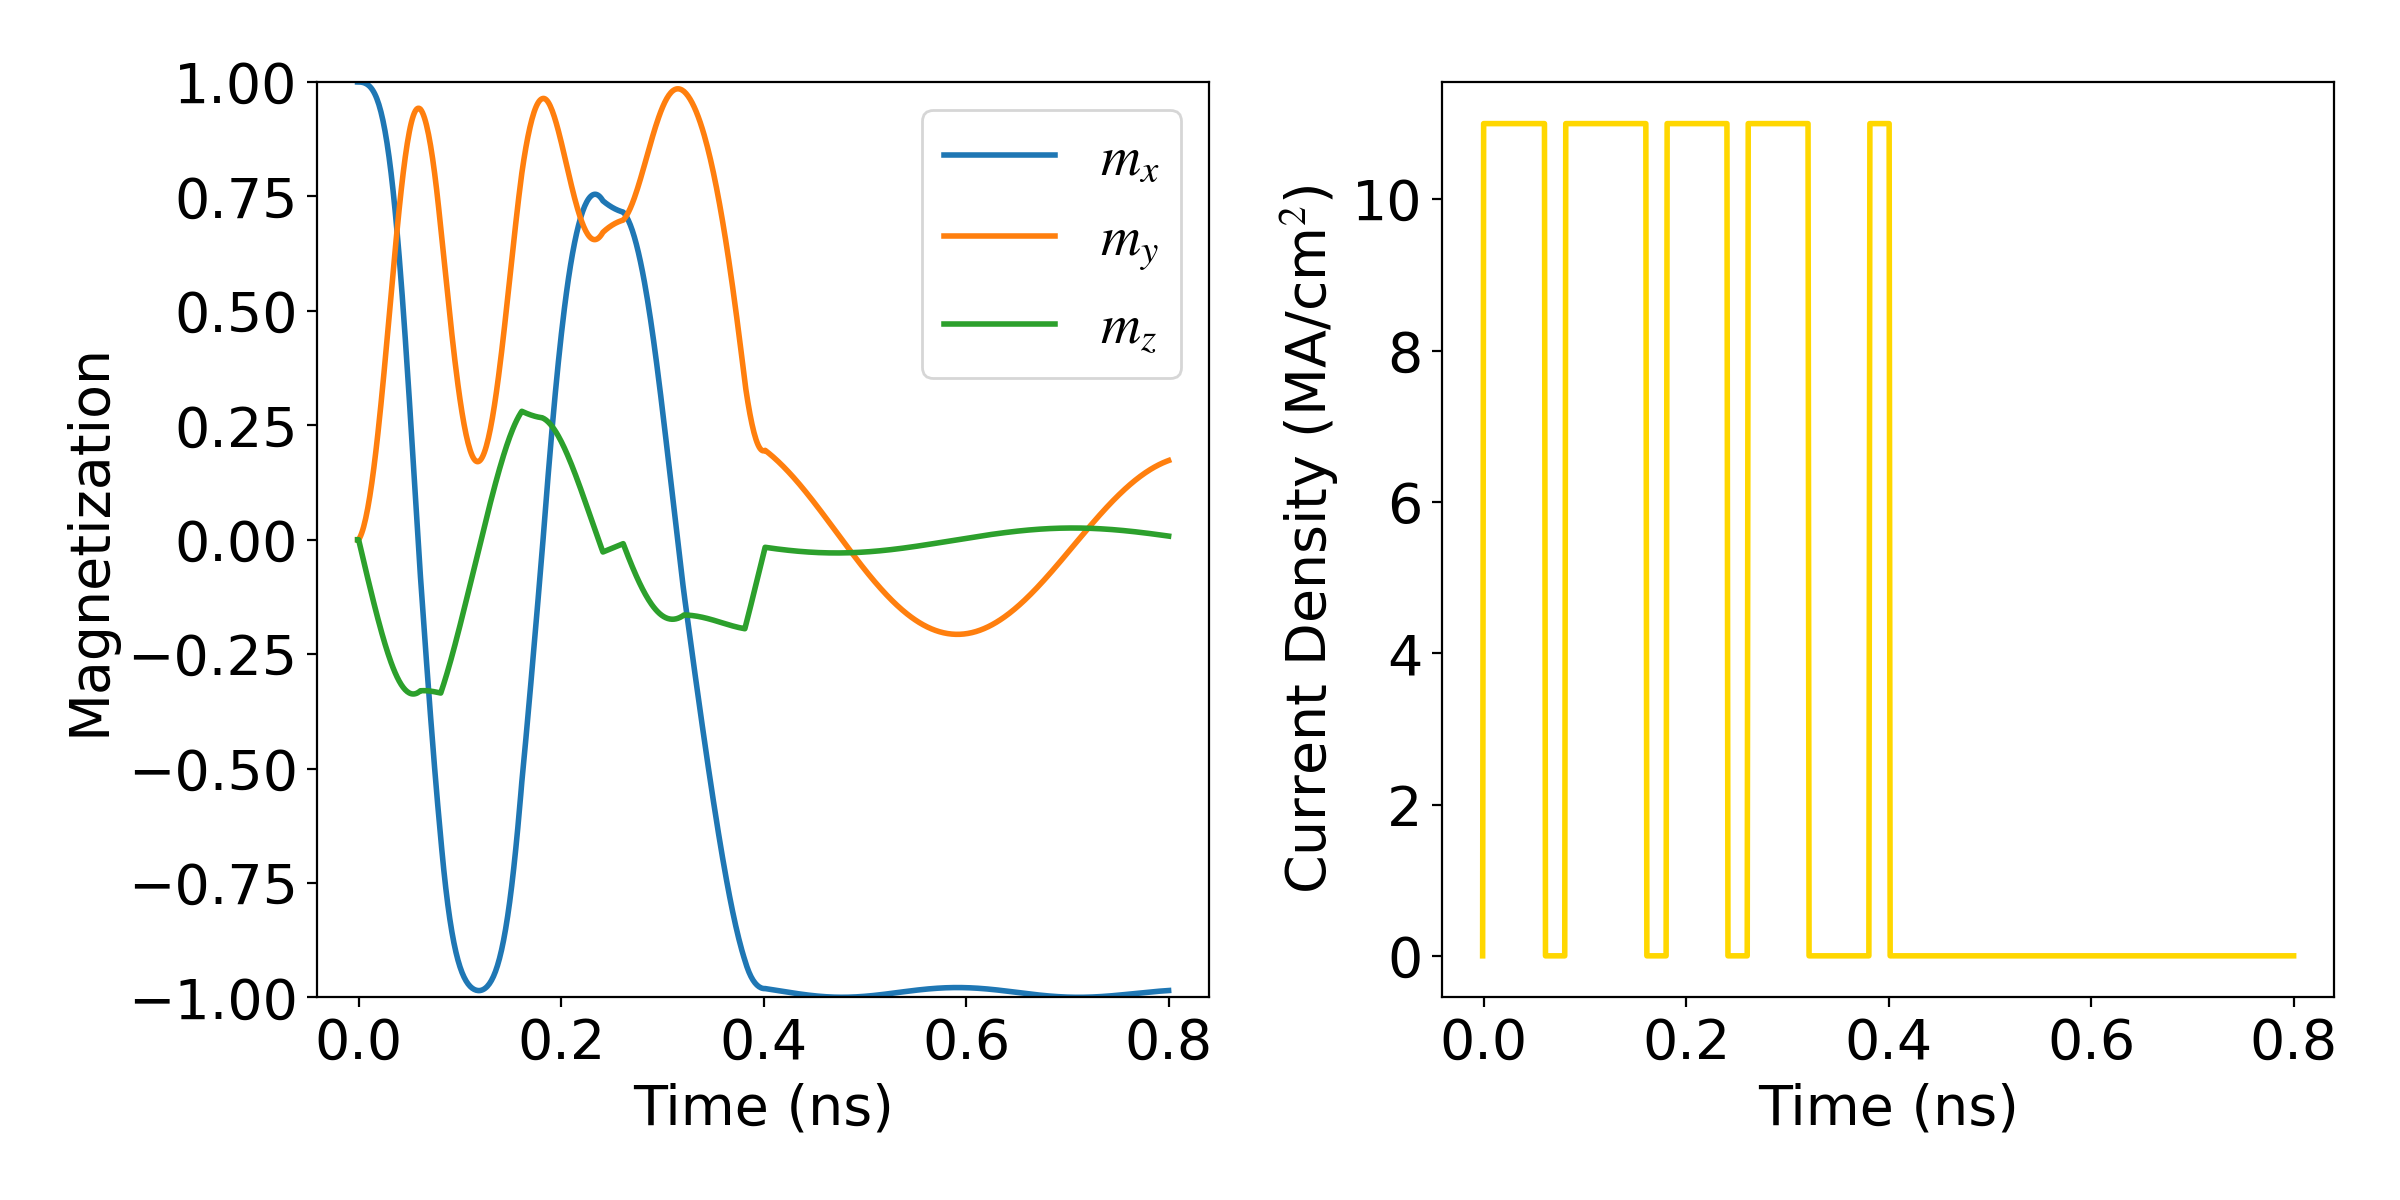 Magnetization
1.00
0.75
0.50
0.25
0.00
−0.25
−0.50
−0.75
−1.00
0.0 0.2 0.4 0.6 0.8
Time (ns)
m_x
m_y
m_z
Current Density (MA/cm²)
10
8
6
4
2
0
0.0 0.2 0.4 0.6 0.8
Time (ns)